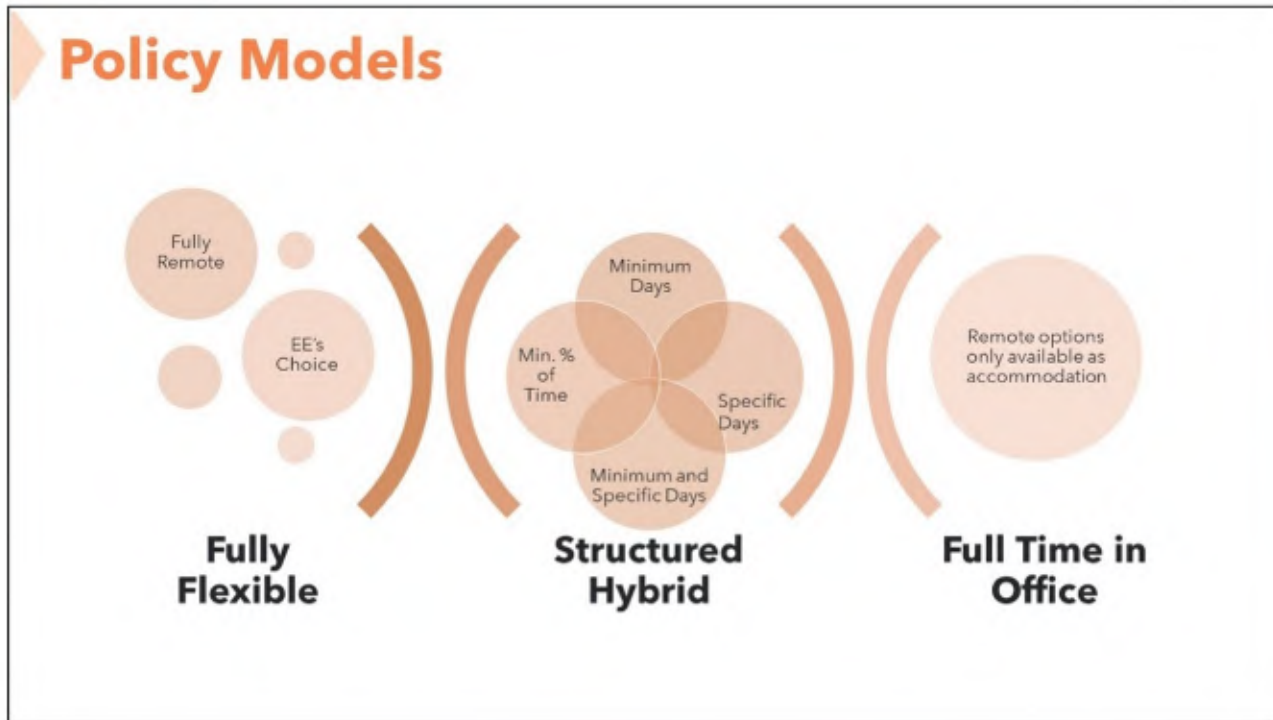 Policy Models
Fully
Remote
EE's
Choice
Fully
Flexible
Minimum
Days
Min. %
of
Time
Specific
Days
Minimum and
Specific Days
Structured
Hybrid
Remote options
only available as
accommodation
Full Time in
Office